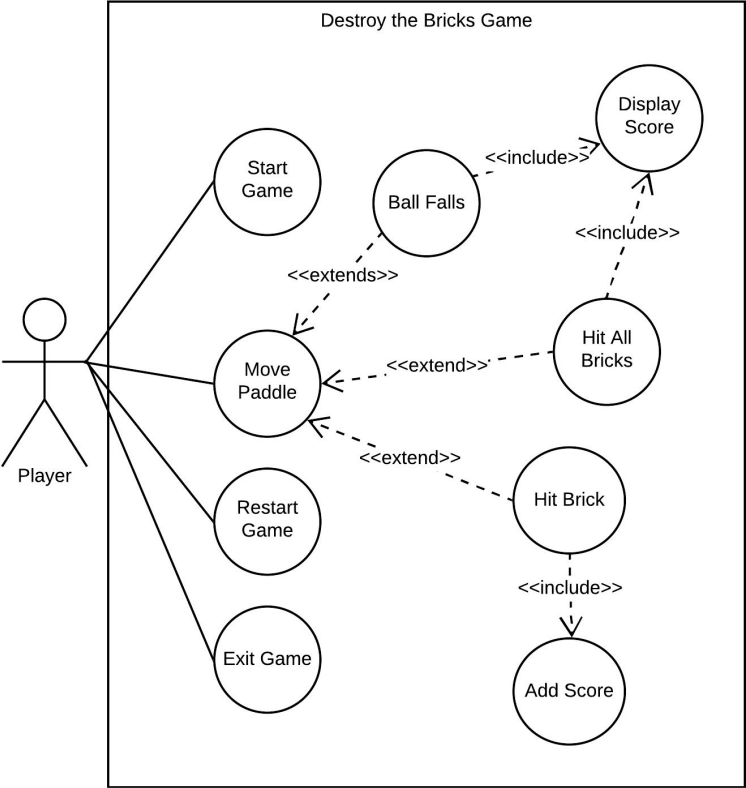 Destroy the Bricks Game
Display
Score
<<include>>
Start
Game
Ball Falls
<<include>>
<<extends>>
Hit All
Bricks
Move
Paddle
<<extend>>
<<extend>>
Player
Restart
Game
Hit Brick
<<include>>
Exit Game
Add Score